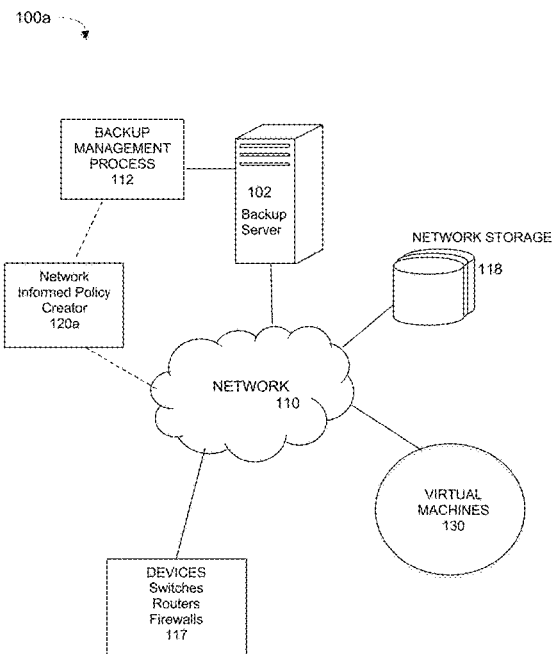 100a
BACKUP
MANAGEMENT
PROCESS
112
102
Backup
Server
NETWORK STORAGE
118
Network
Informed Policy
Creator
120a
NETWORK
110
VIRTUAL
MACHINES
130
DEVICES
Switches
Routers
Firewalls
117